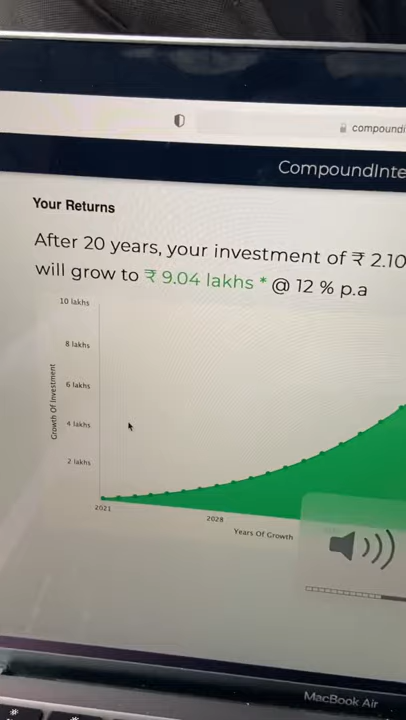 compoundi
CompoundInte
Your Returns
After 20 years, your investment of ₹ 2.10
will grow to ₹ 9.04 lakhs * @ 12 % p.a
10 lakhs
8 lakhs
6 lakhs
4 lakhs
2 lakhs
Growth Of Investment
2021
2028
Years Of Growth
MacBook Air